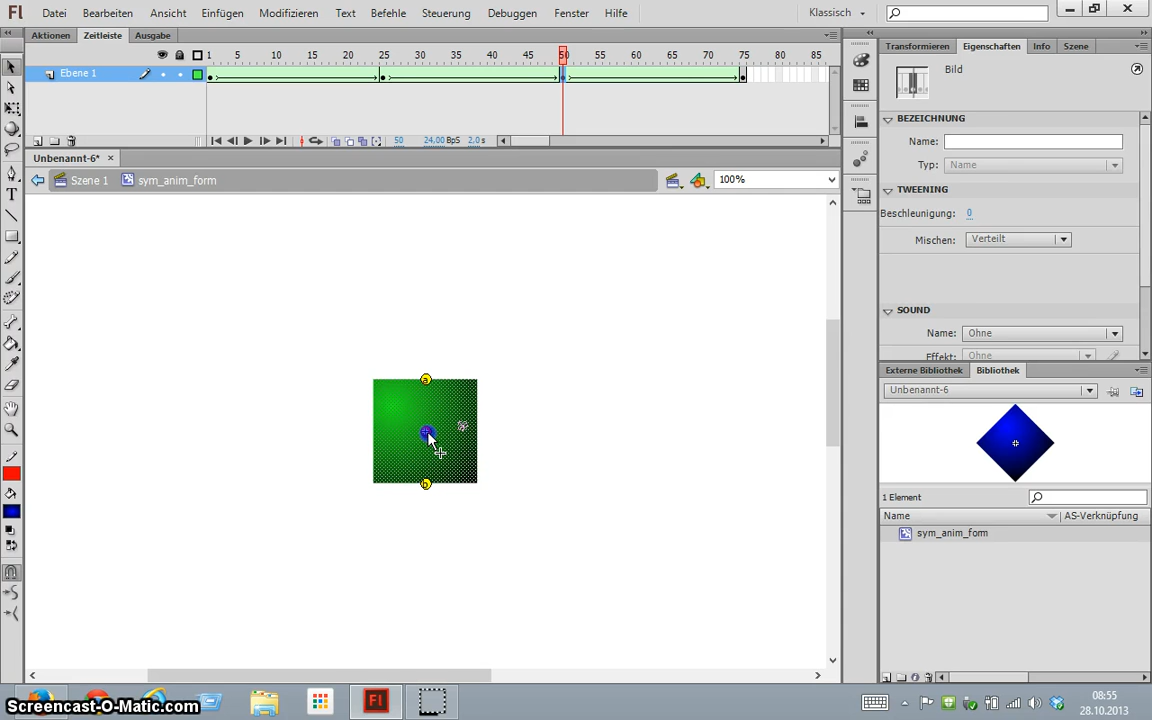 Fl Datei Bearbeiten Ansicht Einfügen Modifizieren Text Befehle Steuerung Debuggen Fenster Hilfe Klassisch
Aktionen Zeitleiste Ausgabe
Transformieren Eigenschaften Info Szene
1 5 10 15 20 25 30 35 40 45 50 55 60 65 70 75 80 85
Ebene 1
Bild
BEZEICHNUNG
Name:
Typ: Name
50 24,00 BpS 2,0 s
Benannt-6*
Szene 1 sym_anim_form 100%
TWEENING
Beschleunigung: 0
Mischen: Verteilt
SOUND
Name: Ohne
Effekt: Ohne
Externe Bibliothek Bibliothek
Unbenannt-6
a
b
1 Element
Name AS-Verknüpfung
sym_anim_form
Fl
08:55
28.10.2013
Screencast-O-Matic.com